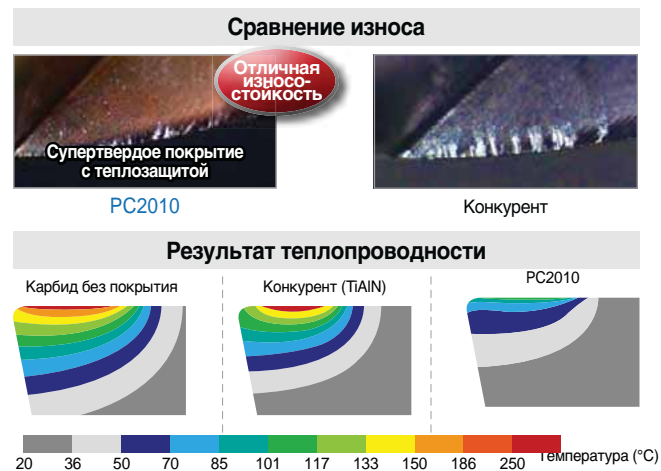 Сравнение износа
Отличная
износо-
стойкость
Супертвердое покрытие
с теплозащитой
PC2010
Конкурент
Результат теплопроводности
Карбид без покрытия
Конкурент (TiAlN)
PC2010
20 36 50 70 85 101 117 133 150 186 250 Температура (°C)